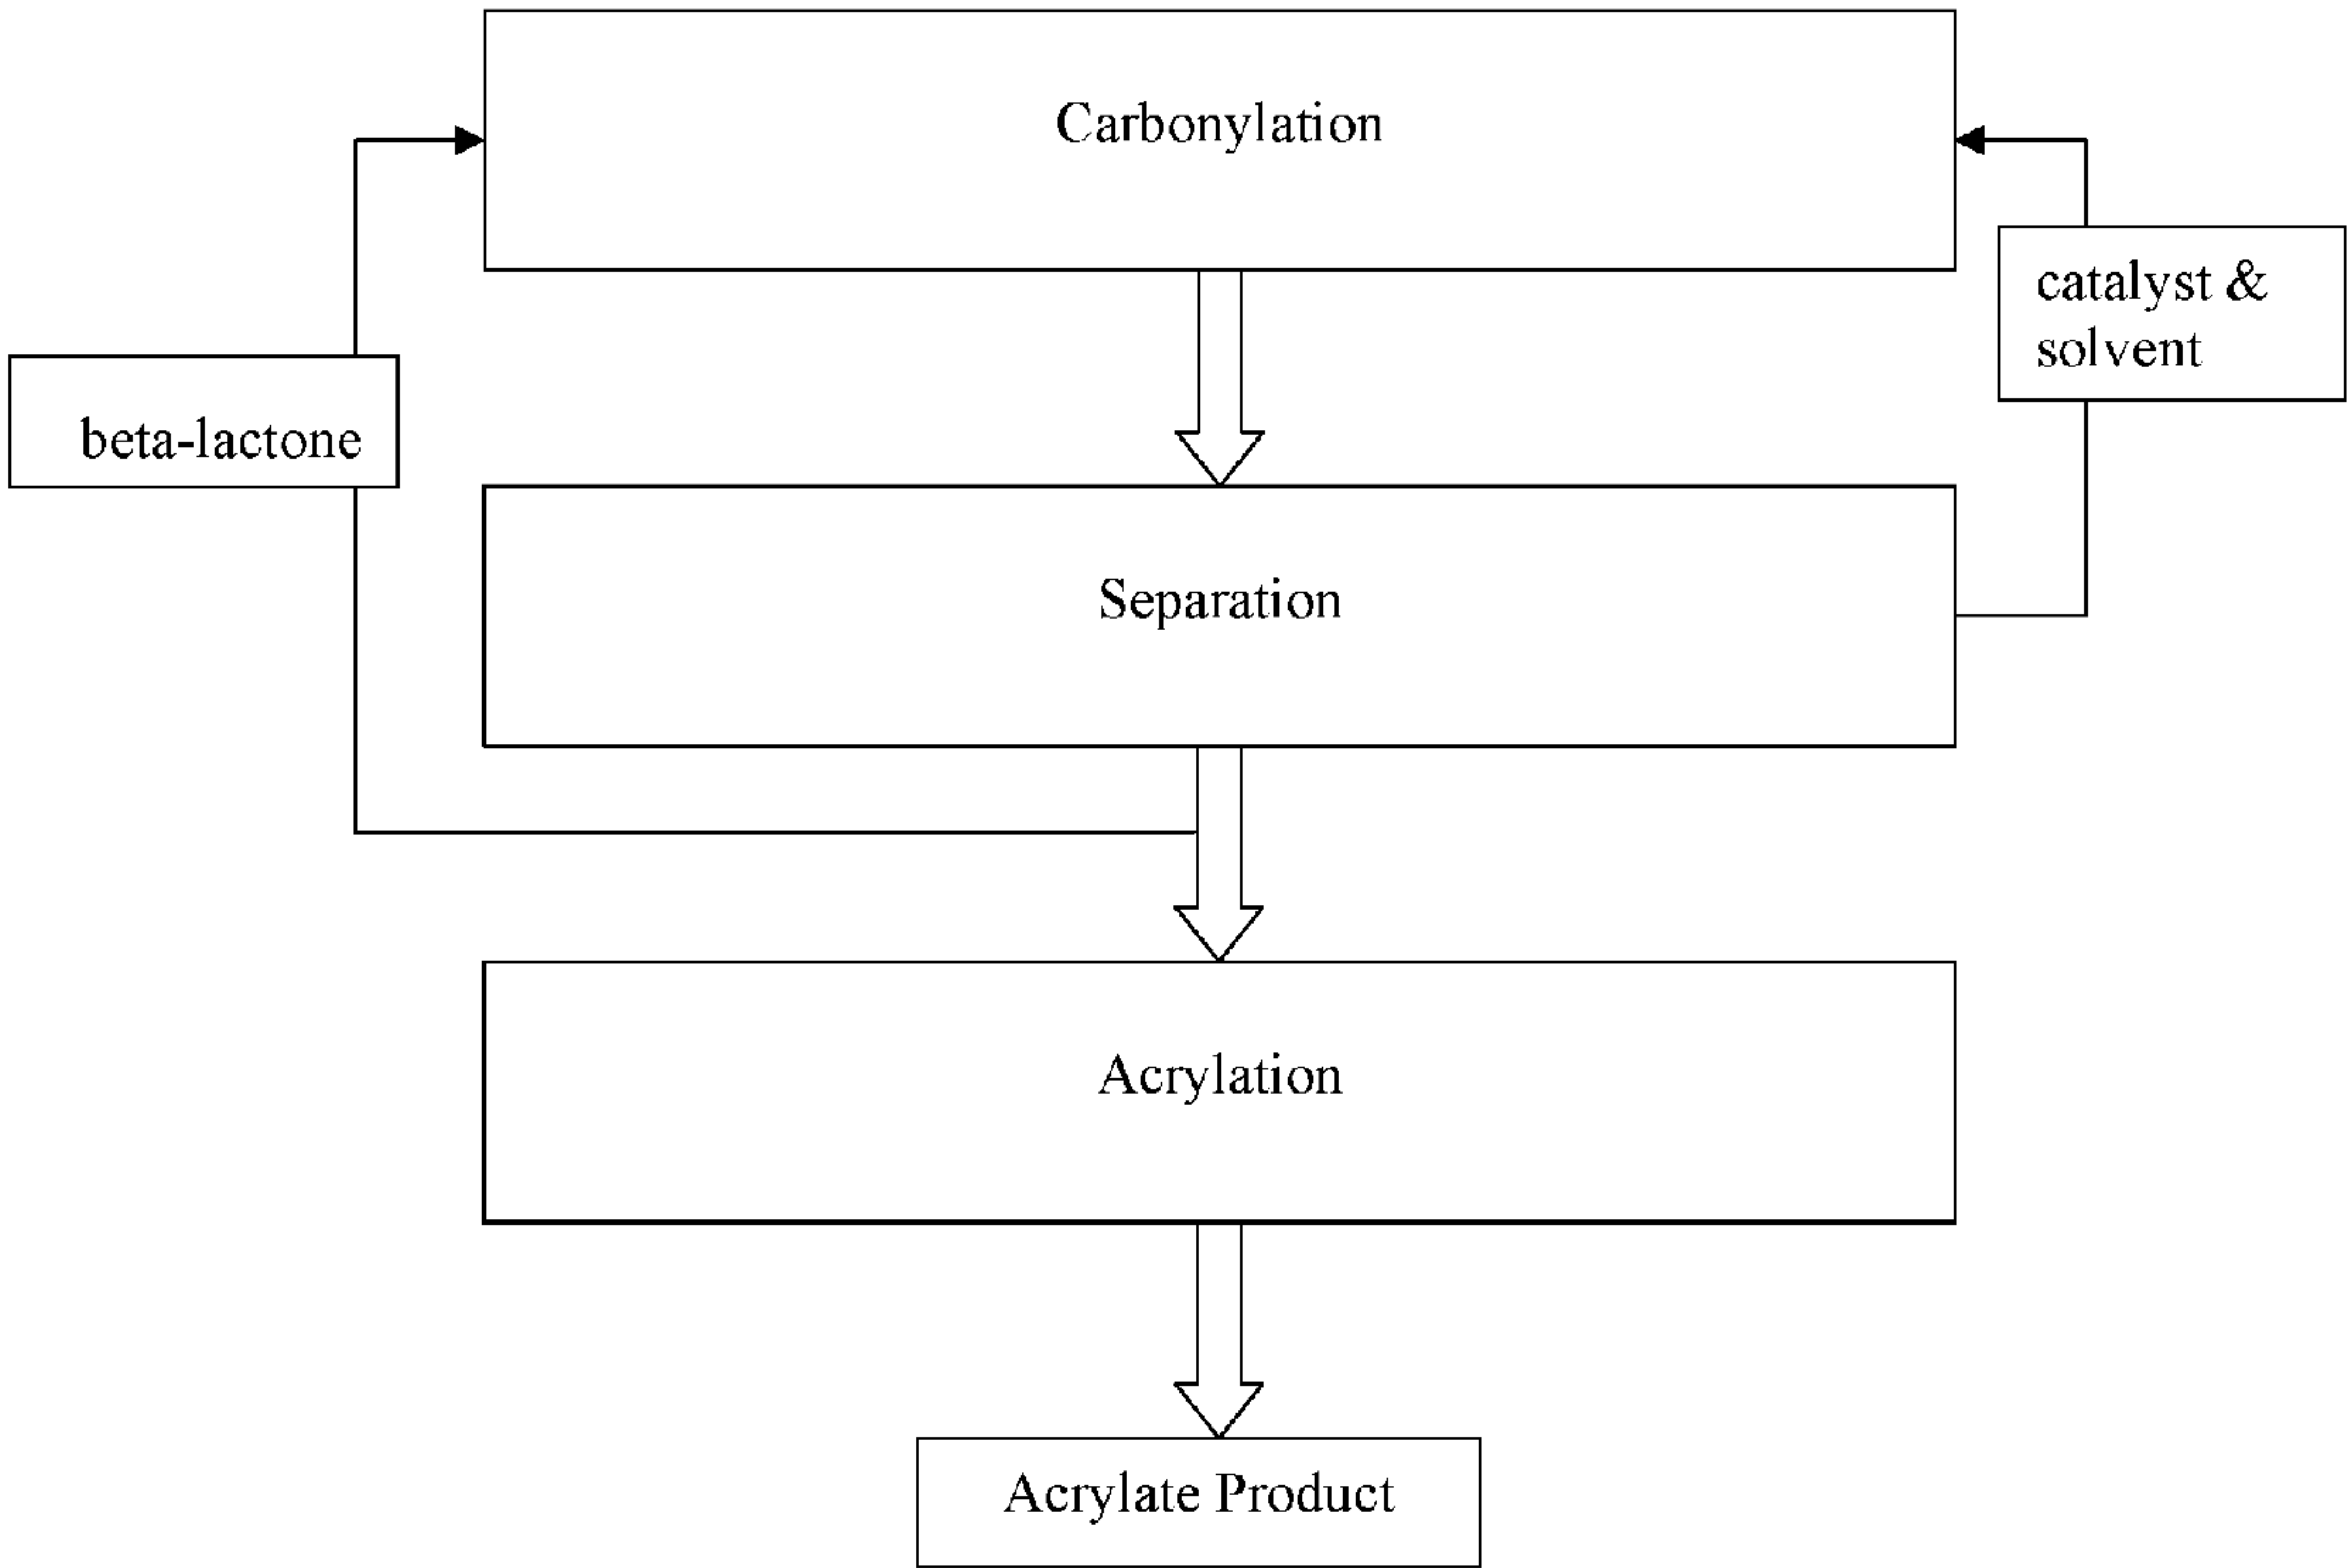 Carbonylation
catalyst &
solvent
beta-lactone
Separation
Acrylation
Acrylate Product